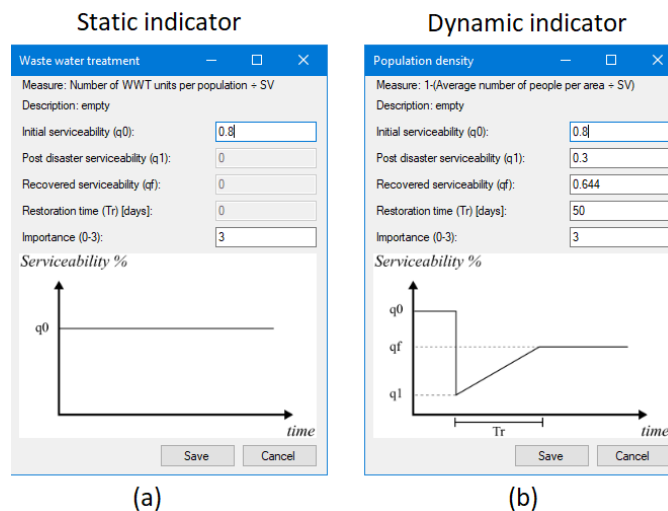 Static indicator
Waste water treatment
Measure: Number of WWT units per population ÷ SV
Description: empty
Initial serviceability (q0): 0.8
Post disaster serviceability (q1): 0
Recovered serviceability (qf): 0
Restoration time (Tr) [days]: 0
Importance (0-3): 3
Serviceability %
q0
time
Save Cancel
(a)
Dynamic indicator
Population density
Measure: 1-(Average number of people per area ÷ SV)
Description: empty
Initial serviceability (q0): 0.8
Post disaster serviceability (q1): 0.3
Recovered serviceability (qf): 0.644
Restoration time (Tr) [days]: 50
Importance (0-3): 3
Serviceability %
q0
qf
q1
Tr
time
Save Cancel
(b)